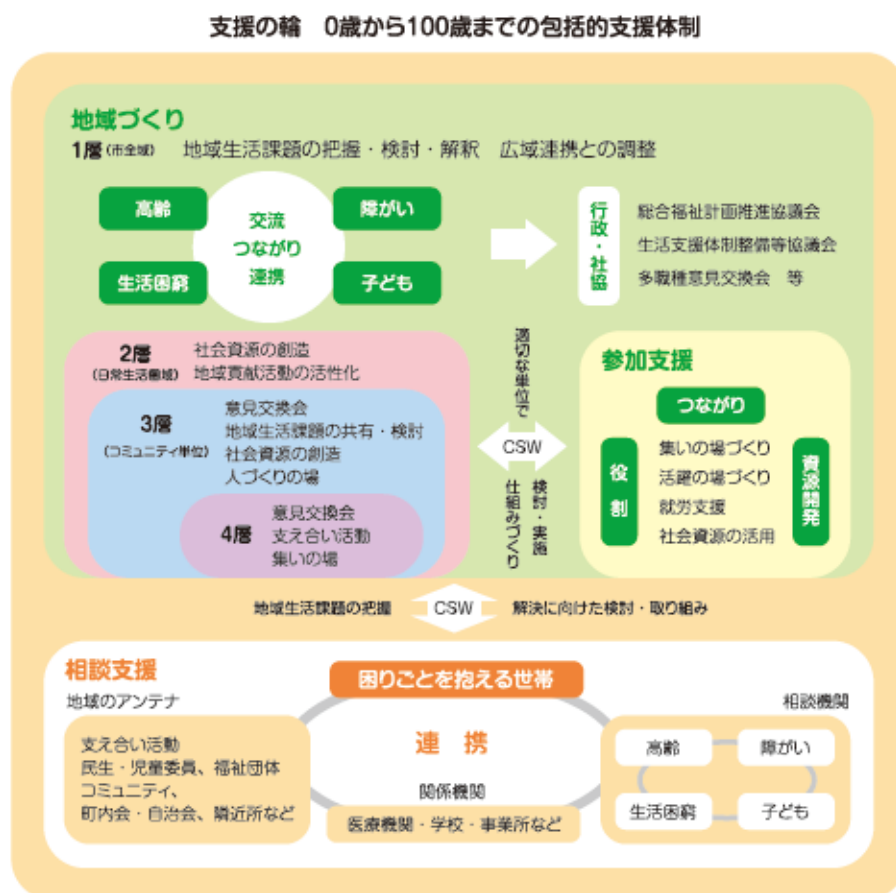 支援の輪　0歳から100歳までの包括的支援体制
地域づくり
1層(市全域)　地域生活課題の把握・検討・解釈　広域連携との調整
高齢
障がい
生活困窮
子ども
交流
つながり
連携
行政・社協
総合福祉計画推進協議会
生活支援体制整備等協議会
多職種意見交換会　等
2層
(日常生活圏域)
社会資源の創造
地域貢献活動の活性化
3層
(コミュニティ単位)
意見交換会
地域生活課題の共有・検討
社会資源の創造
人づくりの場
4層
意見交換会
支え合い活動
集いの場
適切な単位で
CSW
検討・実施
仕組みづくり
参加支援
つながり
役割
集いの場づくり
活躍の場づくり
就労支援
社会資源の活用
資源開発
地域生活課題の把握
CSW
解決に向けた検討・取り組み
相談支援
地域のアンテナ
支え合い活動
民生・児童委員、福祉団体
コミュニティ、
町内会・自治会、隣近所など
困りごとを抱える世帯
連　携
関係機関
医療機関・学校・事業所など
相談機関
高齢
障がい
生活困窮
子ども